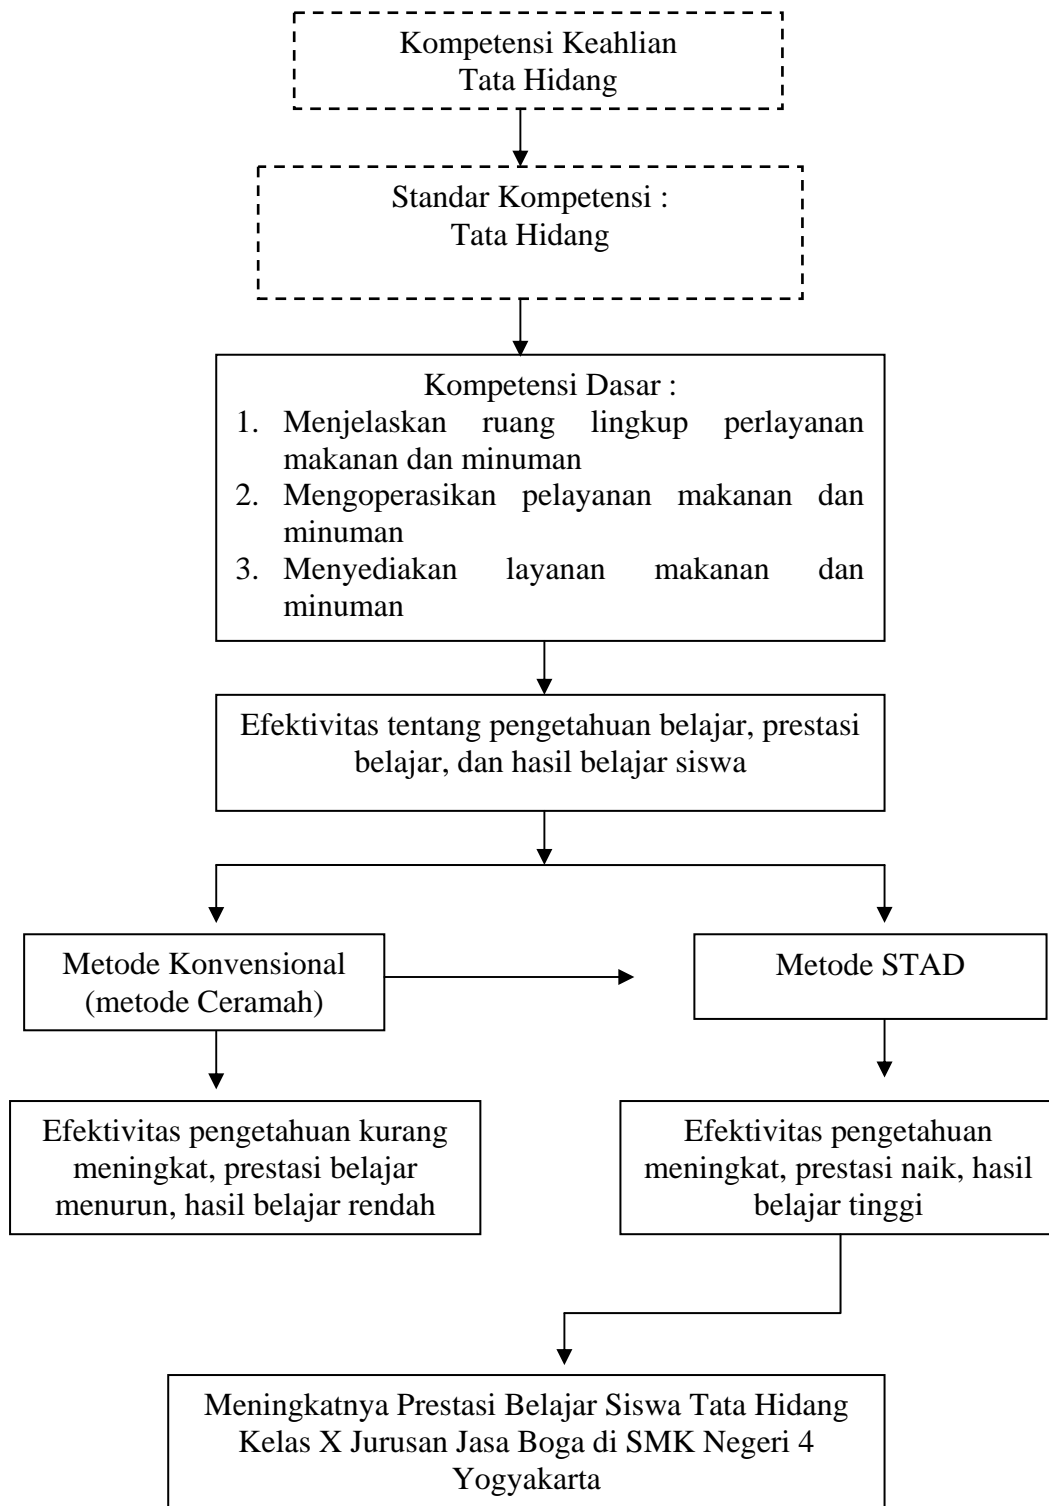 Kompetensi Keahlian
Tata Hidang
Standar Kompetensi :
Tata Hidang
Kompetensi Dasar :
1. Menjelaskan ruang lingkup perlayanan
makanan dan minuman
2. Mengoperasikan pelayanan makanan dan
minuman
3. Menyediakan layanan makanan dan
minuman
Efektivitas tentang pengetahuan belajar, prestasi
belajar, dan hasil belajar siswa
Metode Konvensional
(metode Ceramah)
Metode STAD
Efektivitas pengetahuan kurang
meningkat, prestasi belajar
menurun, hasil belajar rendah
Efektivitas pengetahuan
meningkat, prestasi naik, hasil
belajar tinggi
Meningkatnya Prestasi Belajar Siswa Tata Hidang
Kelas X Jurusan Jasa Boga di SMK Negeri 4
Yogyakarta